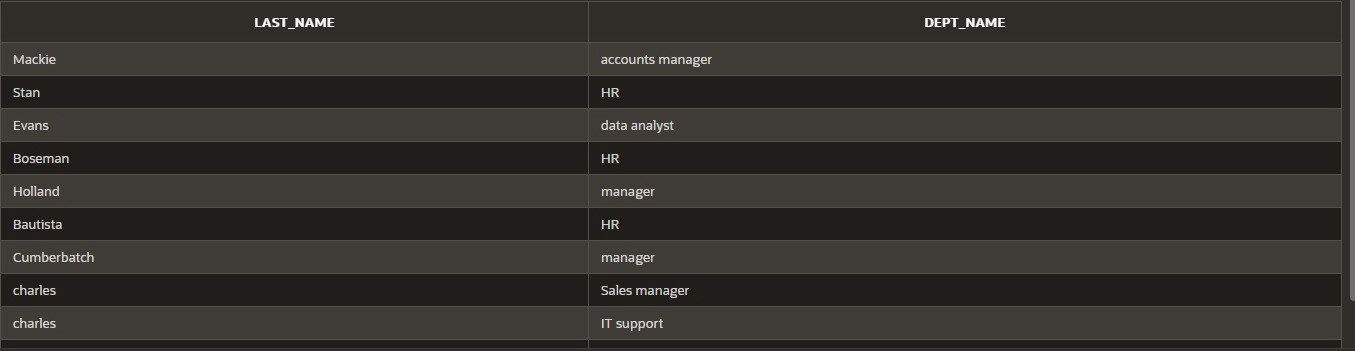 LAST_NAME DEPT_NAME
Mackie accounts manager
Stan HR
Evans data analyst
Boseman HR
Holland manager
Bautista HR
Cumberbatch manager
charles Sales manager
charles IT support